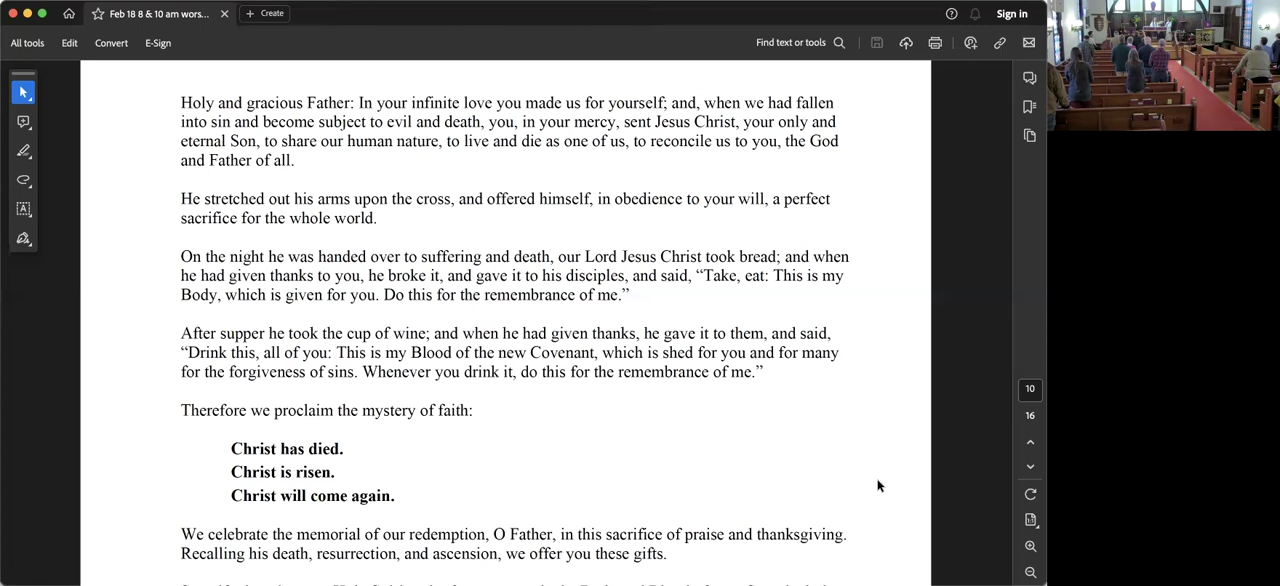 Feb 18 8 & 10 am wors...
Create
Sign in
All tools
Edit
Convert
E-Sign
Find text or tools
Holy and gracious Father: In your infinite love you made us for yourself; and, when we had fallen
into sin and become subject to evil and death, you, in your mercy, sent Jesus Christ, your only and
eternal Son, to share our human nature, to live and die as one of us, to reconcile us to you, the God
and Father of all.
He stretched out his arms upon the cross, and offered himself, in obedience to your will, a perfect
sacrifice for the whole world.
On the night he was handed over to suffering and death, our Lord Jesus Christ took bread; and when
he had given thanks to you, he broke it, and gave it to his disciples, and said, “Take, eat: This is my
Body, which is given for you. Do this for the remembrance of me.”
After supper he took the cup of wine; and when he had given thanks, he gave it to them, and said,
“Drink this, all of you: This is my Blood of the new Covenant, which is shed for you and for many
for the forgiveness of sins. Whenever you drink it, do this for the remembrance of me.”
Therefore we proclaim the mystery of faith:
Christ has died.
Christ is risen.
Christ will come again.
We celebrate the memorial of our redemption, O Father, in this sacrifice of praise and thanksgiving.
Recalling his death, resurrection, and ascension, we offer you these gifts.
10
16